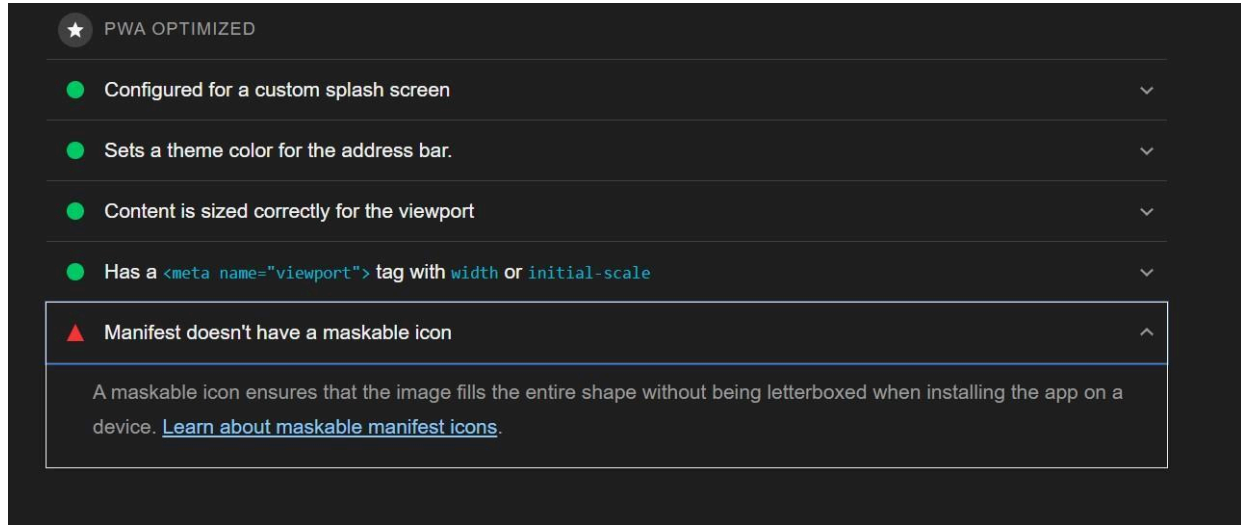 PWA OPTIMIZED
Configured for a custom splash screen
Sets a theme color for the address bar.
Content is sized correctly for the viewport
Has a <meta name="viewport"> tag with width or initial-scale
Manifest doesn't have a maskable icon
A maskable icon ensures that the image fills the entire shape without being letterboxed when installing the app on a
device. Learn about maskable manifest icons.